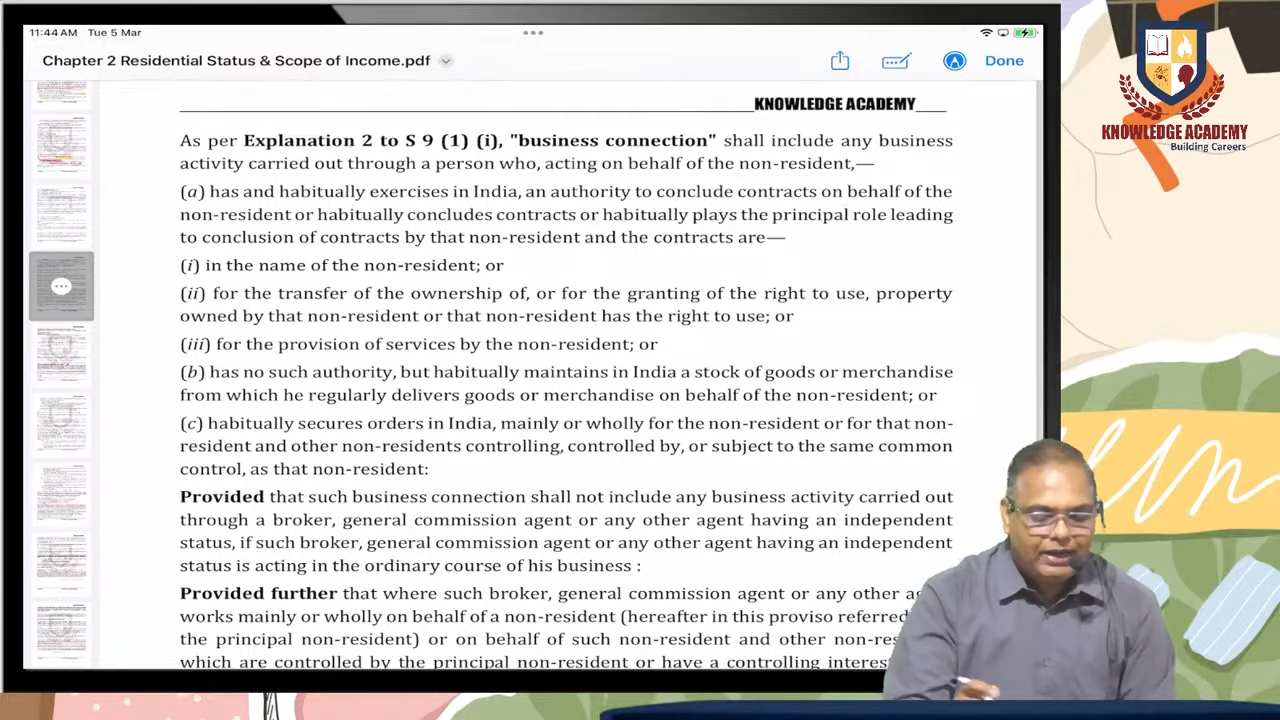 11:44 AM Tue 5 Mar
Chapter 2 Residential Status & Scope of Income.pdf
Done
KNOWLEDGE ACADEMY
KNOWLEDGE ACADEMY
Building Careers
As per Explanation 2, "business connection" shall include any business
activity carried out through a person who, acting on behalf of the non-resident,—
(a) has and habitually exercises in India, an authority to conclude contracts on behalf of the
non-resident or habitually concludes contracts or habitually plays the principal role leading
to conclusion of contracts by that non-resident and the contracts are—
(i) in the name of the non-resident; or
(ii) for the transfer of the ownership of, or for the granting of the right to use, property
owned by that non-resident or that non-resident has the right to use; or
(iii) for the provision of services by the non-resident; or
(b) has no such authority, but habitually maintains in India a stock of goods or merchandise
from which he regularly delivers goods or merchandise on behalf of the non-resident; or
(c) habitually secures orders in India, mainly or wholly for the non-resident or for that non-
resident and other non-residents controlling, controlled by, or subject to the same common
control, as that non-resident:
Provided that such business connection shall not include any business activity carried out
through a broker, general commission agent or any other agent having an independent
status, if such broker, general commission agent or any other agent having an independent
status is acting in the ordinary course of his business :
Provided further that where such broker, general commission agent or any other
mainly or wholly on behalf of a non-resident (hereafter in this proviso referred
the principal non-resident) or on behalf of such non-resident and other
which are controlled by the principal non-resident or have a controlling